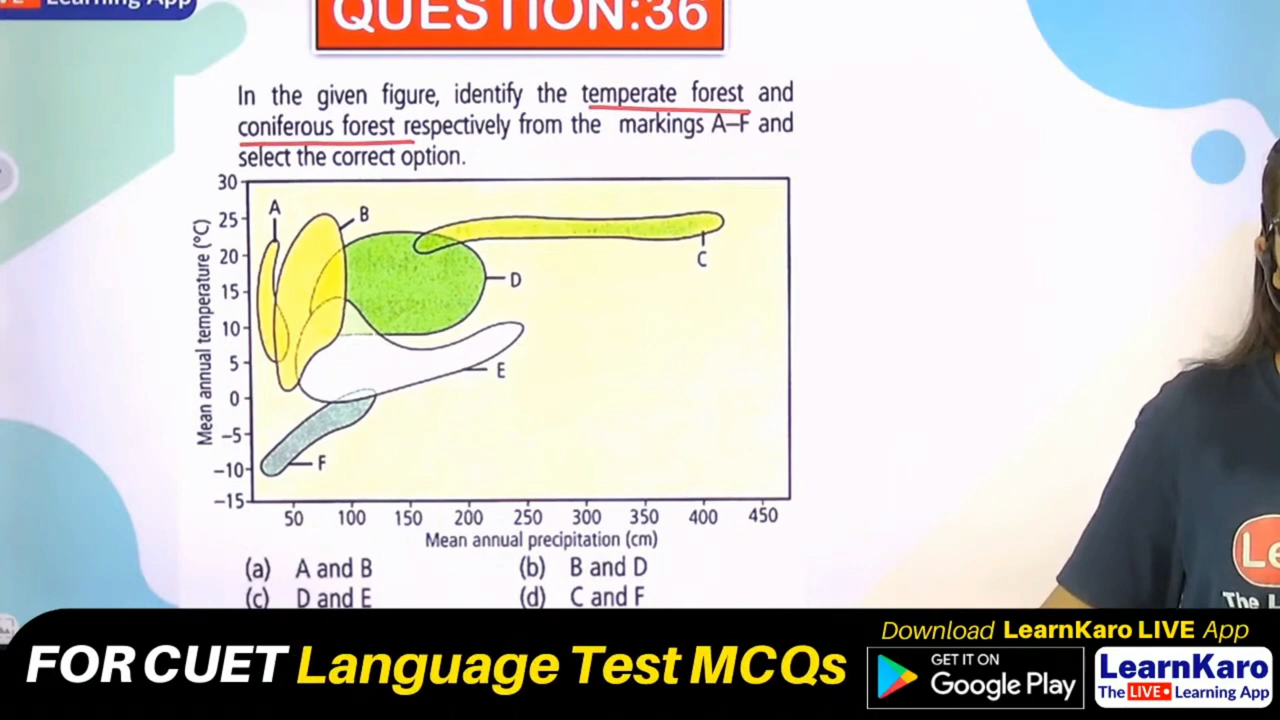 LIVE Learning App
QUESTION:36
In the given figure, identify the temperate forest and
coniferous forest respectively from the markings A–F and
select the correct option.
30
25
20
15
10
5
0
–5
–10
–15
Mean annual temperature (°C)
A
B
C
D
E
F
50 100 150 200 250 300 350 400 450
Mean annual precipitation (cm)
(a) A and B (b) B and D
(c) D and E (d) C and F
Le
The L
FOR CUET Language Test MCQs
Download LearnKaro LIVE App
GET IT ON
Google Play
LearnKaro
The LIVE• Learning App